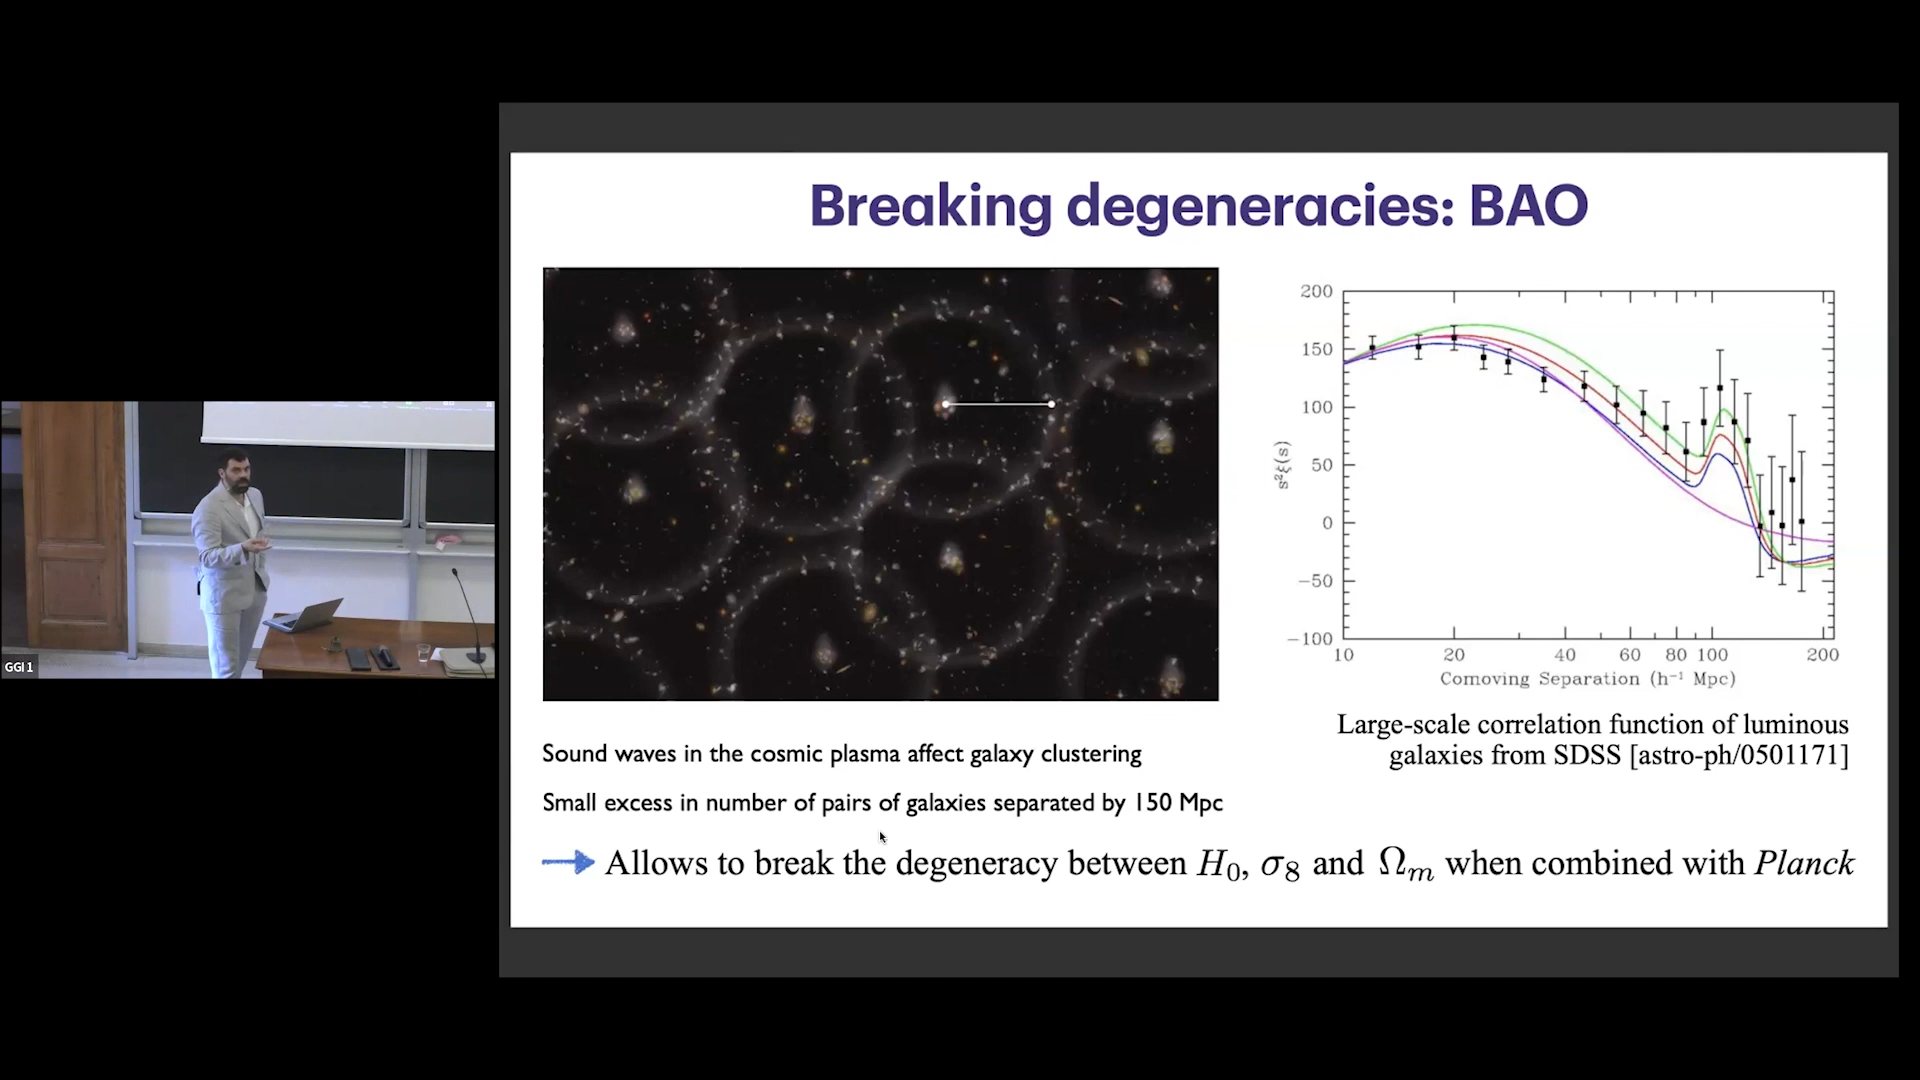 Breaking degeneracies: BAO
200
150
100
50
0
−50
−100
s²ξ(s)
10 20 40 60 80 100 200
Comoving Separation (h⁻¹ Mpc)
Large-scale correlation function of luminous
galaxies from SDSS [astro-ph/0501171]
Sound waves in the cosmic plasma affect galaxy clustering
Small excess in number of pairs of galaxies separated by 150 Mpc
Allows to break the degeneracy between H₀, σ₈ and Ωₘ when combined with Planck
GGI 1